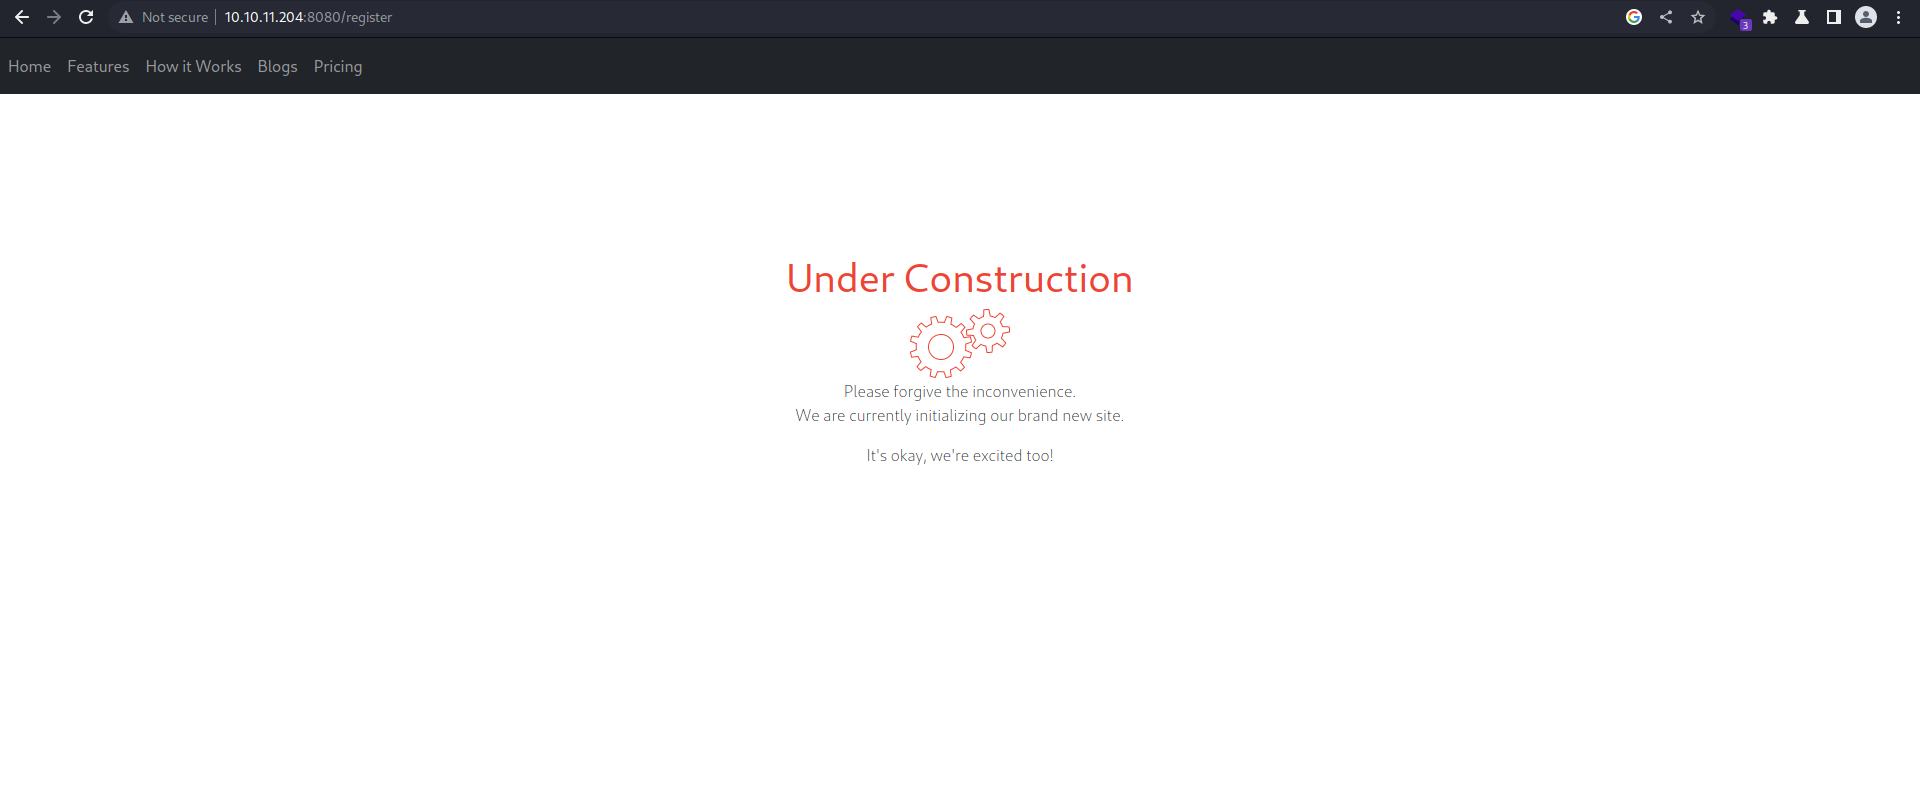 Not secure 10.10.11.204:8080/register
3
Home Features How it Works Blogs Pricing
Under Construction
Please forgive the inconvenience.
We are currently initializing our brand new site.
It's okay, we're excited too!